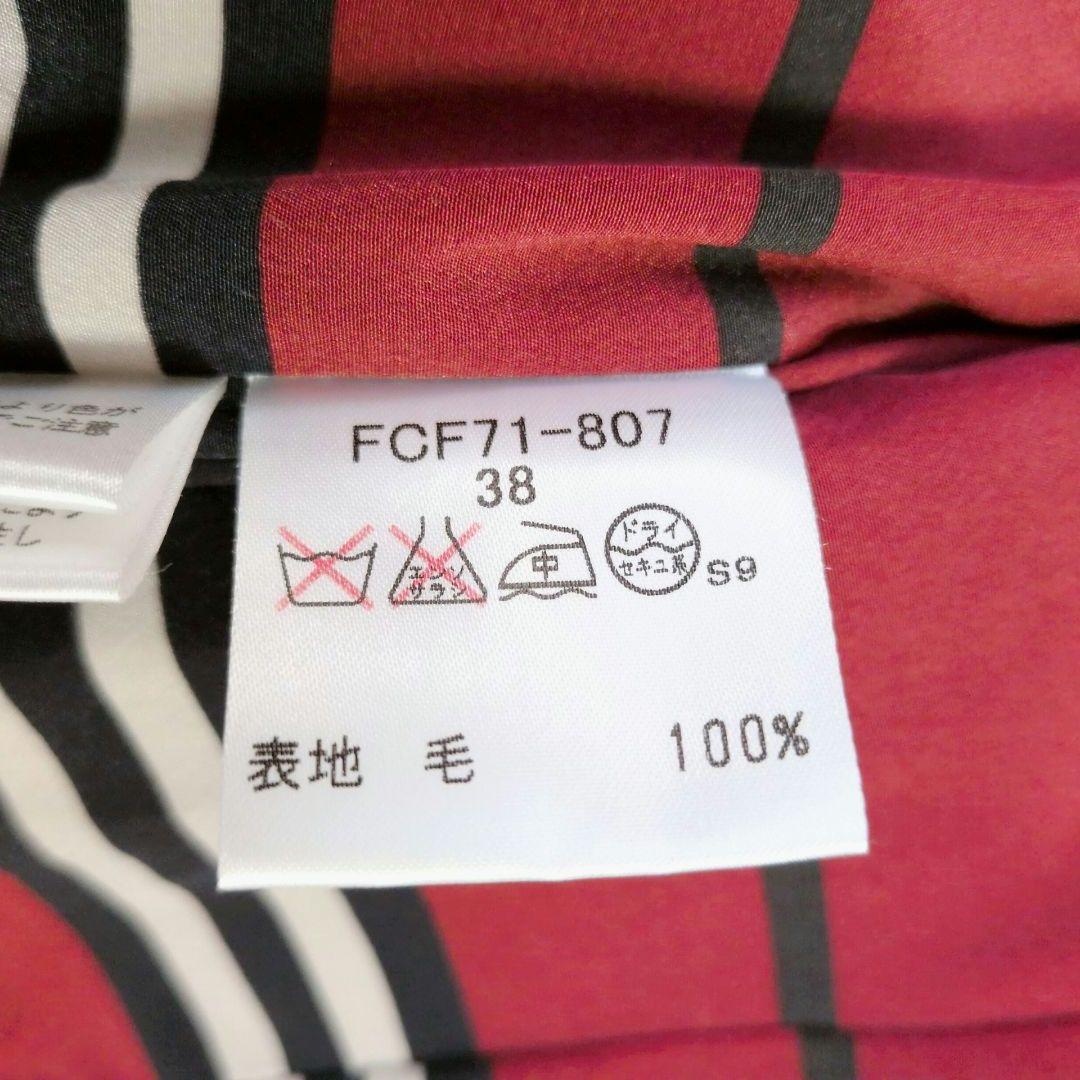 より色が
ご注意
FCF71-807
38
エンソ
サラシ
中
ドライ
セキユ系
S9
表地 毛 100%